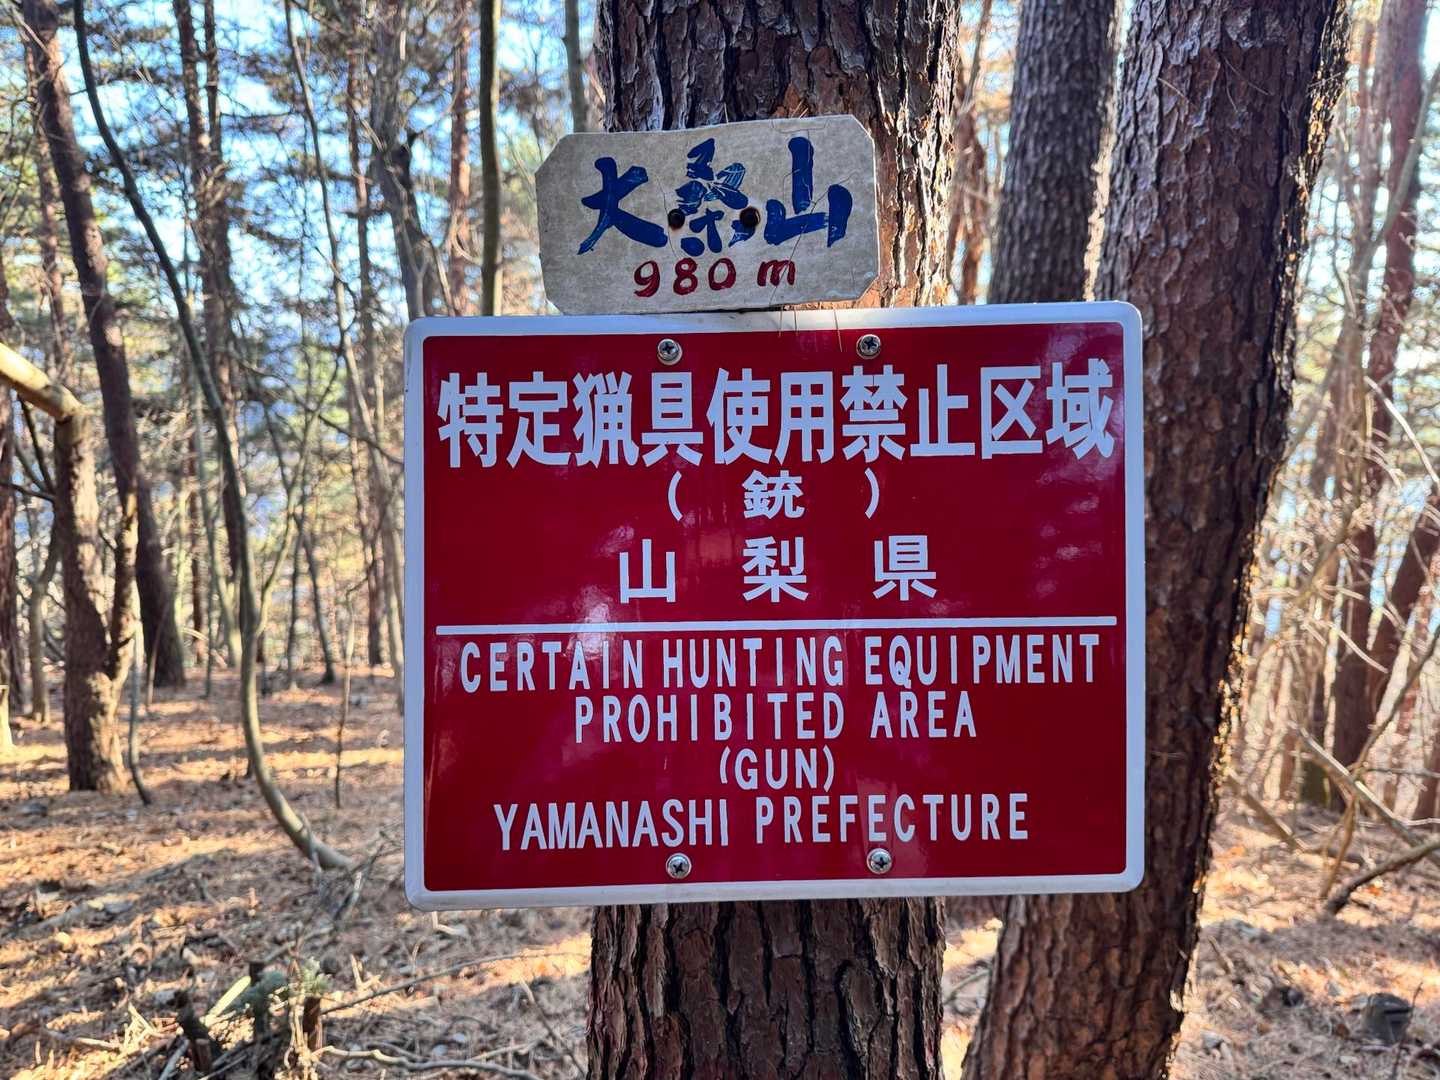 大桑山
980m
特定猟具使用禁止区域
(銃)
山梨県
CERTAIN HUNTING EQUIPMENT
PROHIBITED AREA
(GUN)
YAMANASHI PREFECTURE